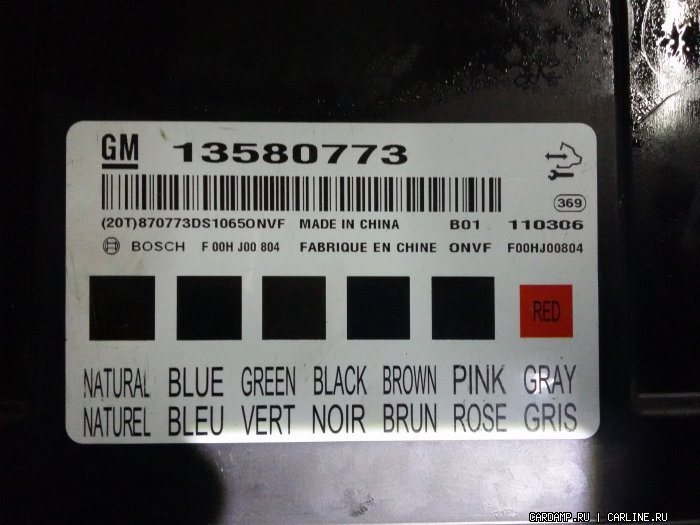 GM 13580773
369
(20T)870773DS1065ONVF MADE IN CHINA B01 110306
BOSCH F 00H J00 804 FABRIQUE EN CHINE ONVF F00HJ00804
RED
NATURAL BLUE GREEN BLACK BROWN PINK GRAY
NATUREL BLEU VERT NOIR BRUN ROSE GRIS
CARDAMP.RU | CARLINE.RU